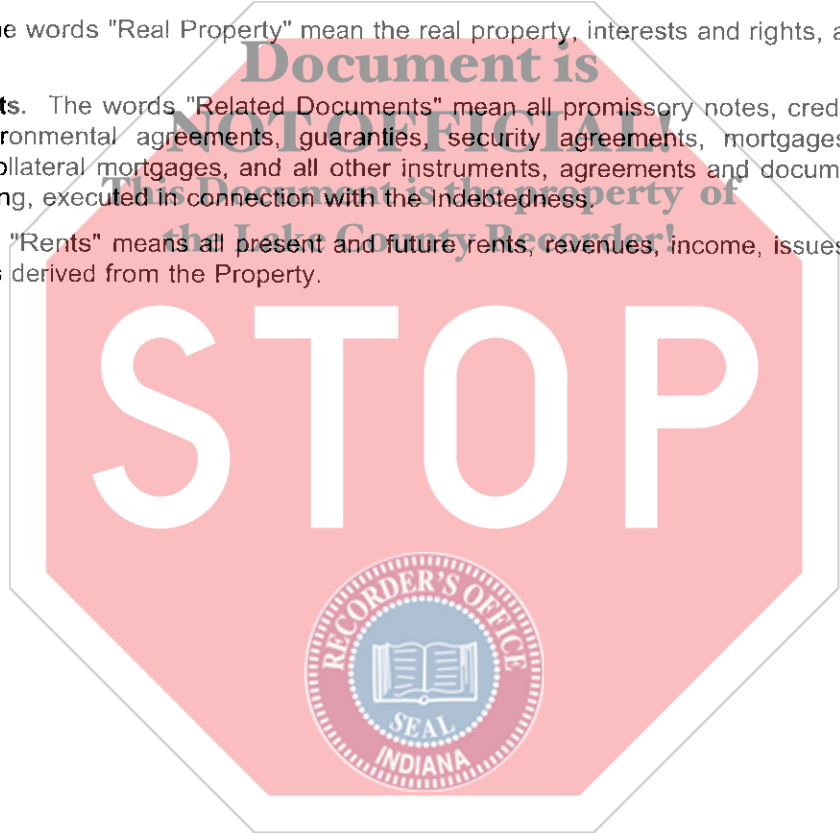 e words "Real Property" mean the real property, interests and rights, a
Document is
ts. The words "Related Documents" mean all promissory notes, cred
NOT OFFICIAL!
ronmental agreements, guaranties, security agreements, mortgages
ollateral mortgages, and all other instruments, agreements and docum
This Document is the property of
ng, executed in connection with the Indebtedness.
the Lake County Recorder!
"Rents" means all present and future rents, revenues, income, issues
s derived from the Property.
STOP
RECORDER'S OFFICE
SEAL
INDIANA